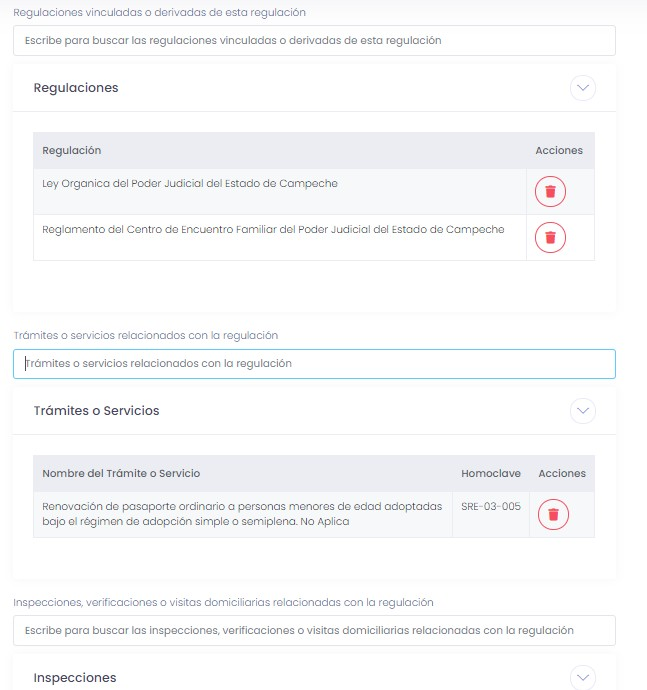 Regulaciones vinculadas o derivadas de esta regulación
Escribe para buscar las regulaciones vinculadas o derivadas de esta regulación
Regulaciones
Regulación Acciones
Ley Organica del Poder Judicial del Estado de Campeche
Reglamento del Centro de Encuentro Familiar del Poder Judicial del Estado de Campeche
Trámites o servicios relacionados con la regulación
Trámites o servicios relacionados con la regulación
Trámites o Servicios
Nombre del Trámite o Servicio Homoclave Acciones
Renovación de pasaporte ordinario a personas menores de edad adoptadas SRE-03-005
bajo el régimen de adopción simple o semiplena. No Aplica
Inspecciones, verificaciones o visitas domiciliarias relacionadas con la regulación
Escribe para buscar las inspecciones, verificaciones o visitas domiciliarias relacionadas con la regulación
Inspecciones